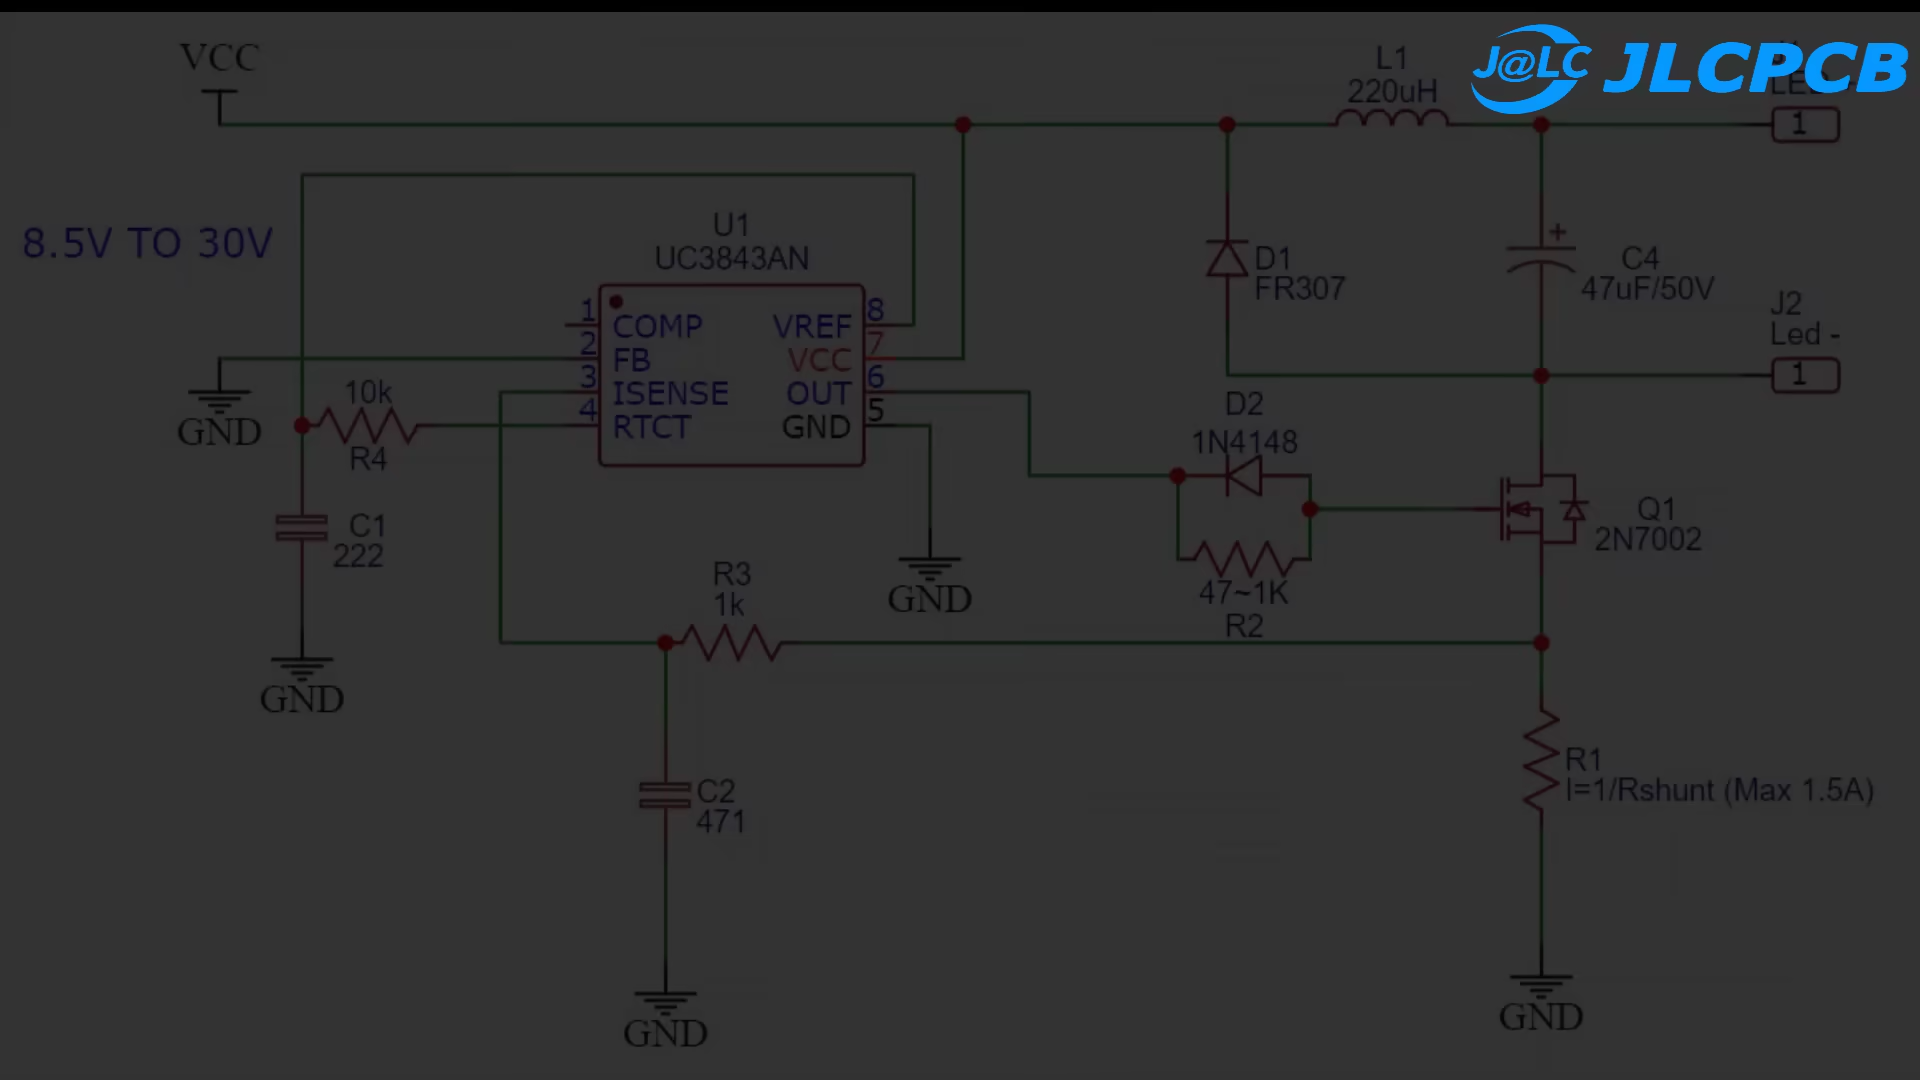 VCC
8.5V TO 30V
L1
220uH
J@LC JLCPCB
1
U1
UC3843AN
1 COMP
2 FB
3 ISENSE
4 RTCT
VREF 8
VCC 7
OUT 6
GND 5
D1
FR307
C4
47uF/50V
+
J2
Led -
1
GND
10k
R4
D2
1N4148
47~1K
R2
Q1
2N7002
C1
222
GND
R3
1k
GND
C2
471
GND
R1
I=1/Rshunt (Max 1.5A)
GND